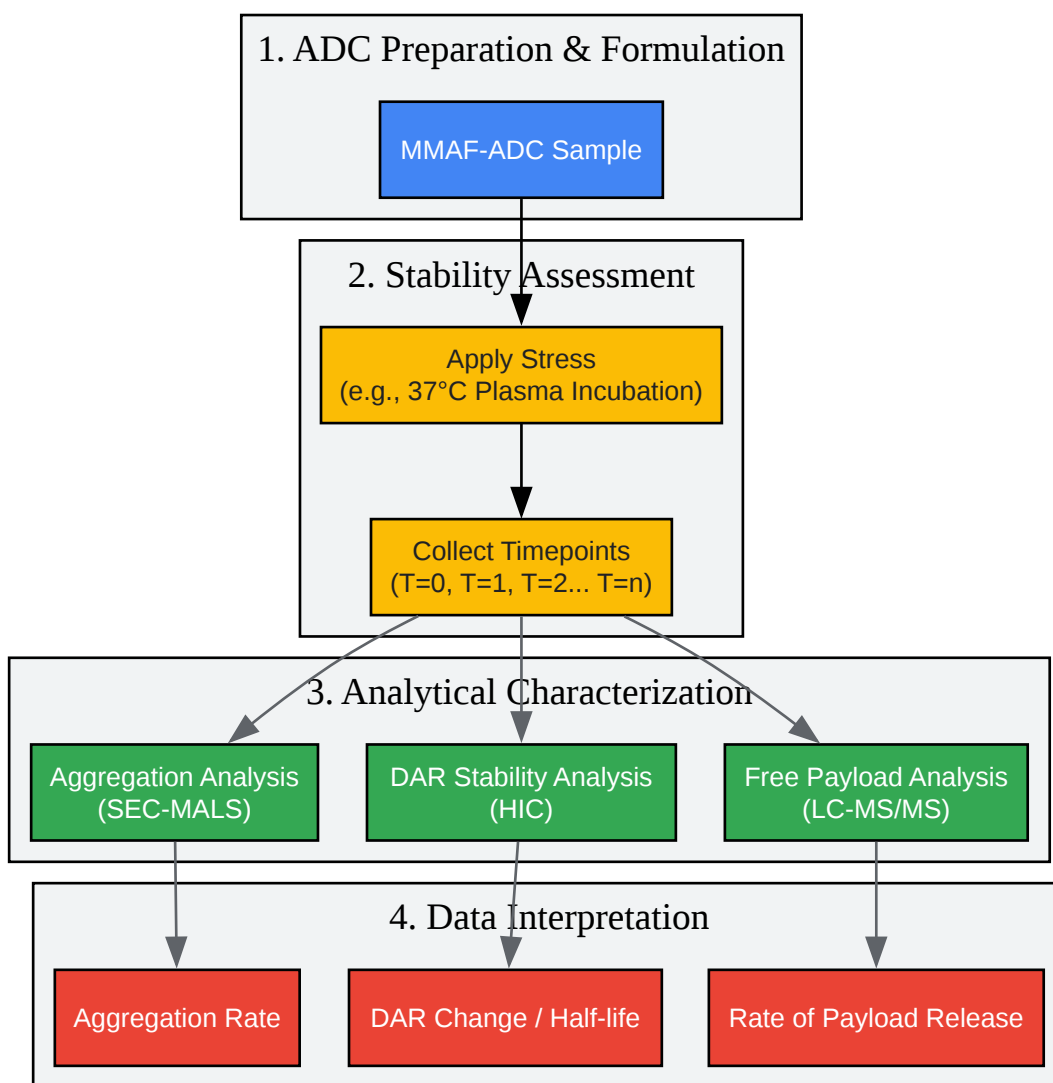 1. ADC Preparation & Formulation
MMAF-ADC Sample
2. Stability Assessment
Apply Stress
(e.g., 37°C Plasma Incubation)
Collect Timepoints
(T=0, T=1, T=2... T=n)
3. Analytical Characterization
Aggregation Analysis
(SEC-MALS)
DAR Stability Analysis
(HIC)
Free Payload Analysis
(LC-MS/MS)
4. Data Interpretation
Aggregation Rate
DAR Change / Half-life
Rate of Payload Release